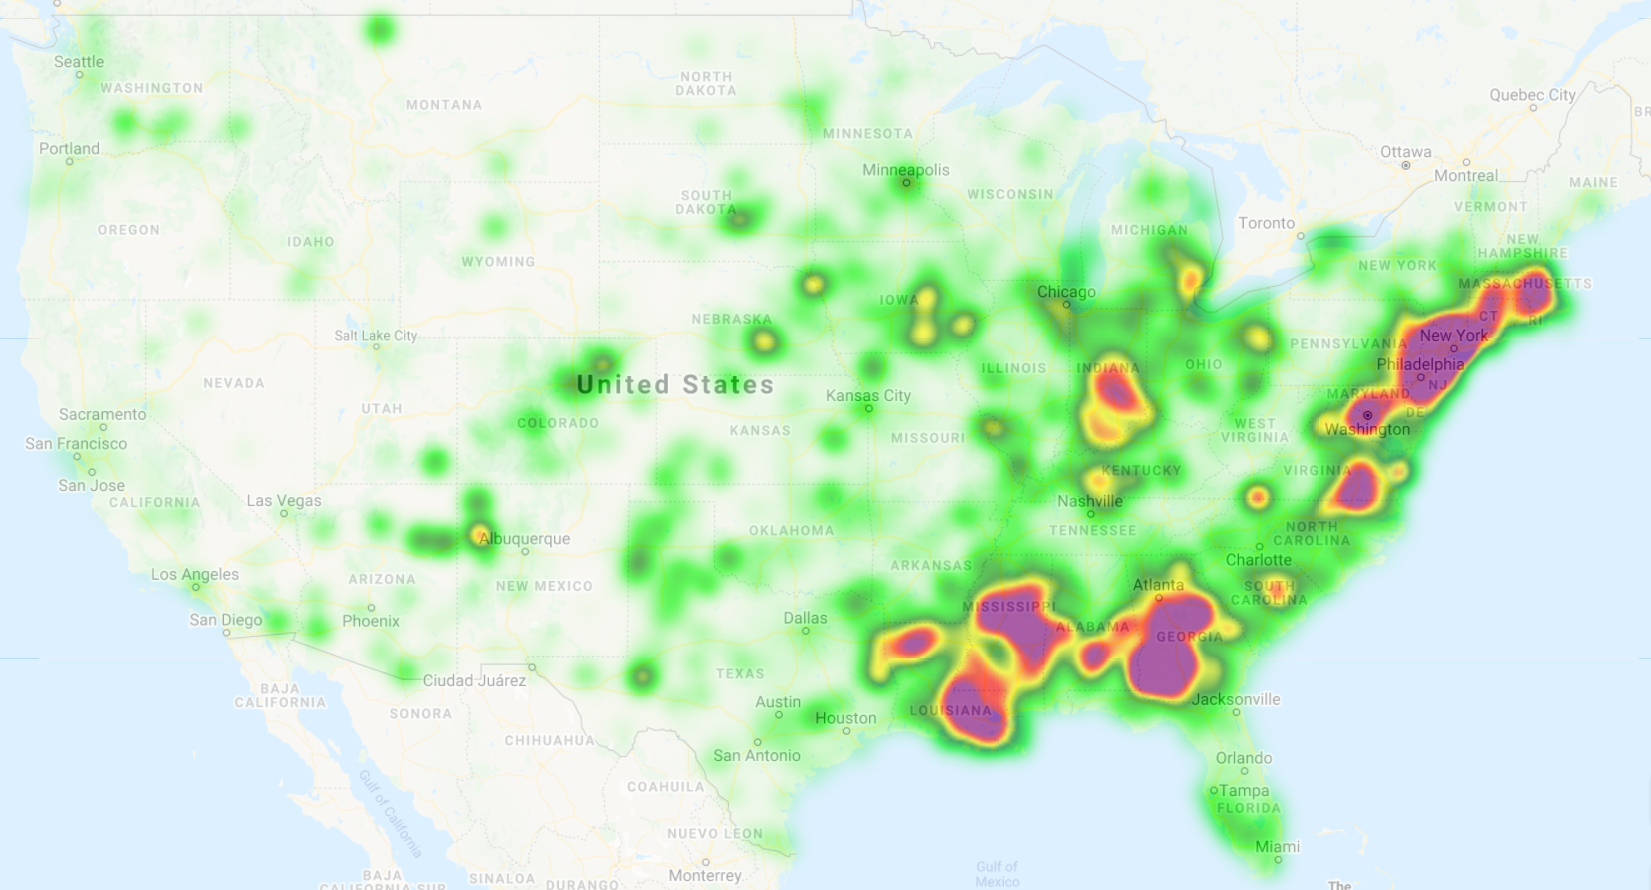 Seattle
WASHINGTON
Portland
OREGON
IDAHO
MONTANA
NORTH
DAKOTA
SOUTH
DAKOTA
MINNESOTA
Minneapolis
WISCONSIN
MICHIGAN
Toronto
Ottawa
Montreal
Quebec City
MAINE
VERMONT
NEW
HAMPSHIRE
NEW YORK
MASSACHUSETTS
CT
RI
WYOMING
NEBRASKA
IOWA
Chicago
ILLINOIS
INDIANA
OHIO
PENNSYLVANIA
New York
Philadelphia
NJ
MARYLAND
DE
Washington
Salt Lake City
NEVADA
UTAH
COLORADO
United States
KANSAS
Kansas City
MISSOURI
WEST
VIRGINIA
VIRGINIA
KENTUCKY
Sacramento
San Francisco
San Jose
CALIFORNIA
Las Vegas
Los Angeles
San Diego
ARIZONA
Phoenix
Albuquerque
NEW MEXICO
OKLAHOMA
ARKANSAS
Nashville
TENNESSEE
NORTH
CAROLINA
Charlotte
SOUTH
CAROLINA
Atlanta
GEORGIA
ALABAMA
MISSISSIPPI
LOUISIANA
Dallas
TEXAS
Austin
Houston
San Antonio
Jacksonville
Orlando
Tampa
FLORIDA
Miami
Ciudad Juárez
BAJA
CALIFORNIA
SONORA
CHIHUAHUA
COAHUILA
NUEVO LEON
Monterrey
Gulf of California
BAJA
CALIFORNIA SUR
SINALOA
DURANGO
Gulf of
Mexico
The